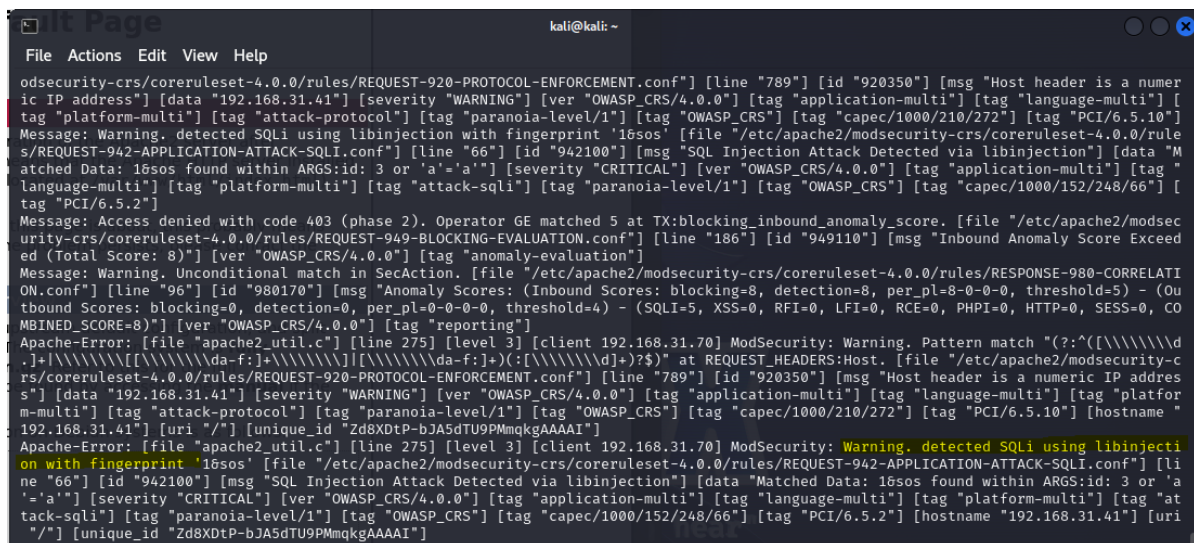 ault Page
kali@kali: ~
File Actions Edit View Help
odsecurity-crs/coreruleset-4.0.0/rules/REQUEST-920-PROTOCOL-ENFORCEMENT.conf"] [line "789"] [id "920350"] [msg "Host header is a numer
ic IP address"] [data "192.168.31.41"] [severity "WARNING"] [ver "OWASP_CRS/4.0.0"] [tag "application-multi"] [tag "language-multi"] [
tag "platform-multi"] [tag "attack-protocol"] [tag "paranoia-level/1"] [tag "OWASP_CRS"] [tag "capec/1000/210/272"] [tag "PCI/6.5.10"]
Message: Warning. detected SQLi using libinjection with fingerprint '1&sos' [file "/etc/apache2/modsecurity-crs/coreruleset-4.0.0/rule
s/REQUEST-942-APPLICATION-ATTACK-SQLI.conf"] [line "66"] [id "942100"] [msg "SQL Injection Attack Detected via libinjection"] [data "M
atched Data: 1&sos found within ARGS:id: 3 or 'a'='a'"] [severity "CRITICAL"] [ver "OWASP_CRS/4.0.0"] [tag "application-multi"] [tag "
language-multi"] [tag "platform-multi"] [tag "attack-sqli"] [tag "paranoia-level/1"] [tag "OWASP_CRS"] [tag "capec/1000/152/248/66"] [
tag "PCI/6.5.2"]
Message: Access denied with code 403 (phase 2). Operator GE matched 5 at TX:blocking_inbound_anomaly_score. [file "/etc/apache2/modsec
urity-crs/coreruleset-4.0.0/rules/REQUEST-949-BLOCKING-EVALUATION.conf"] [line "186"] [id "949110"] [msg "Inbound Anomaly Score Exceed
ed (Total Score: 8)"] [ver "OWASP_CRS/4.0.0"] [tag "anomaly-evaluation"]
Message: Warning. Unconditional match in SecAction. [file "/etc/apache2/modsecurity-crs/coreruleset-4.0.0/rules/RESPONSE-980-CORRELATI
ON.conf"] [line "96"] [id "980170"] [msg "Anomaly Scores: (Inbound Scores: blocking=8, detection=8, per_pl=8-0-0-0, threshold=5) - (Ou
tbound Scores: blocking=0, detection=0, per_pl=0-0-0-0, threshold=4) - (SQLI=5, XSS=0, RFI=0, LFI=0, RCE=0, PHPI=0, HTTP=0, SESS=0, CO
MBINED_SCORE=8)"] [ver "OWASP_CRS/4.0.0"] [tag "reporting"]
Apache-Error: [file "apache2_util.c"] [line 275] [level 3] [client 192.168.31.70] ModSecurity: Warning. Pattern match "(?:^([\\\\\\\\d
.]+|\\\\\\\\[[\\\\\\\\da-f:]+\\\\\\\\]|[\\\\\\\\da-f:]+)(:[\\\\\\\\d]+)?$)" at REQUEST_HEADERS:Host. [file "/etc/apache2/modsecurity-c
rs/coreruleset-4.0.0/rules/REQUEST-920-PROTOCOL-ENFORCEMENT.conf"] [line "789"] [id "920350"] [msg "Host header is a numeric IP addres
s"] [data "192.168.31.41"] [severity "WARNING"] [ver "OWASP_CRS/4.0.0"] [tag "application-multi"] [tag "language-multi"] [tag "platfor
m-multi"] [tag "attack-protocol"] [tag "paranoia-level/1"] [tag "OWASP_CRS"] [tag "capec/1000/210/272"] [tag "PCI/6.5.10"] [hostname "
192.168.31.41"] [uri "/"] [unique_id "Zd8XDtP-bJA5dTU9PMmqkgAAAAI"]
Apache-Error: [file "apache2_util.c"] [line 275] [level 3] [client 192.168.31.70] ModSecurity: Warning. detected SQLi using libinjecti
on with fingerprint '1&sos' [file "/etc/apache2/modsecurity-crs/coreruleset-4.0.0/rules/REQUEST-942-APPLICATION-ATTACK-SQLI.conf"] [li
ne "66"] [id "942100"] [msg "SQL Injection Attack Detected via libinjection"] [data "Matched Data: 1&sos found within ARGS:id: 3 or 'a
'='a'"] [severity "CRITICAL"] [ver "OWASP_CRS/4.0.0"] [tag "application-multi"] [tag "language-multi"] [tag "platform-multi"] [tag "at
tack-sqli"] [tag "paranoia-level/1"] [tag "OWASP_CRS"] [tag "capec/1000/152/248/66"] [tag "PCI/6.5.2"] [hostname "192.168.31.41"] [uri
"/"] [unique_id "Zd8XDtP-bJA5dTU9PMmqkgAAAAI"]
near"